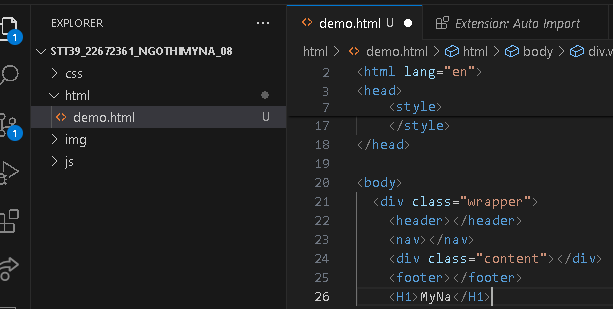 EXPLORER
···
STT39_22672361_NGOTHIMYNA_08
css
html
demo.html U
img
js
1
1
demo.html U
Extension: Auto Import
html > demo.html > html > body > div.w
2 <html lang="en">
3 <head>
7 <style>
17 </style>
18 </head>
19
20 <body>
21 <div class="wrapper">
22 <header></header>
23 <nav></nav>
24 <div class="content"></div>
25 <footer></footer>
26 <H1>MyNa</H1>